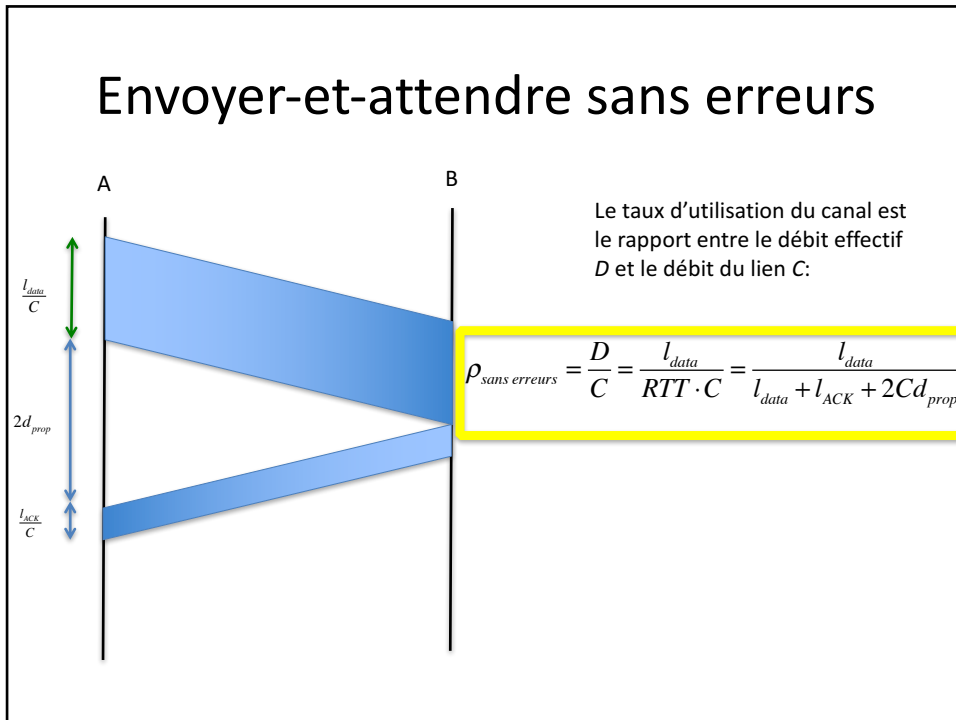 Envoyer-et-attendre sans erreurs
A
B
Le taux d'utilisation du canal est
le rapport entre le débit effectif
D et le débit du lien C:
l_data / C
2d_prop
l_ACK / C
ρ_sans erreurs = D/C = l_data / (RTT · C) = l_data / (l_data + l_ACK + 2Cd_prop)